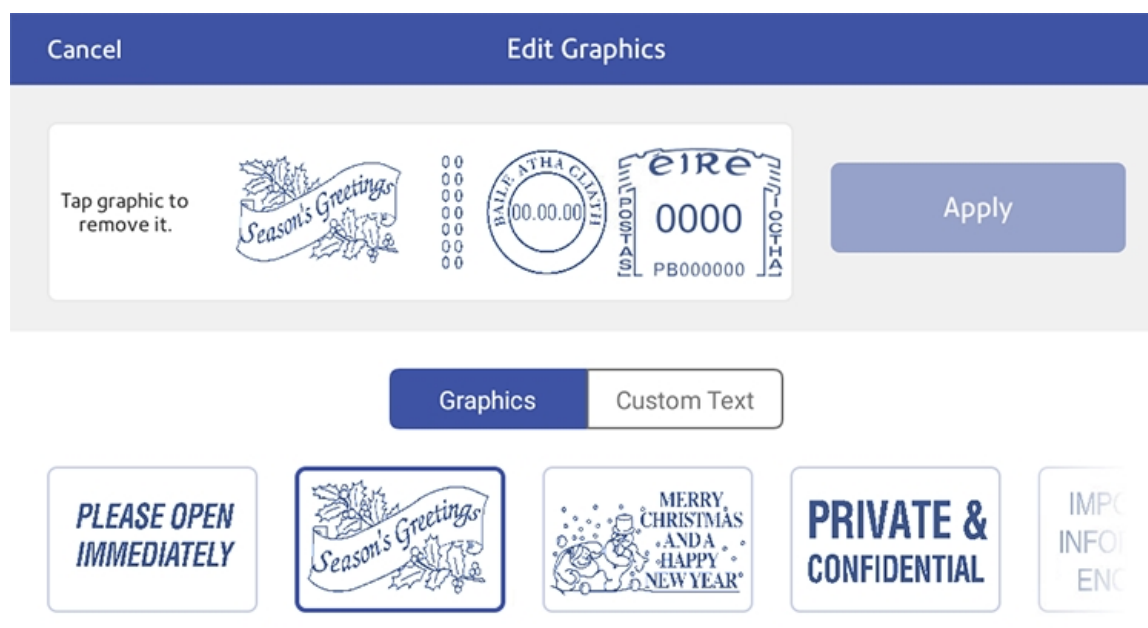 Cancel
Edit Graphics
Tap graphic to
remove it.
Season's Greetings
00
00
00
00
00
00
00
BAILE ATHA CLIATH
00.00.00
éIRe
POSTAS
0000
ÍOCTHA
PB000000
Apply
Graphics
Custom Text
PLEASE OPEN
IMMEDIATELY
Season's Greetings
MERRY
CHRISTMAS
AND A
HAPPY
NEW YEAR
PRIVATE &
CONFIDENTIAL